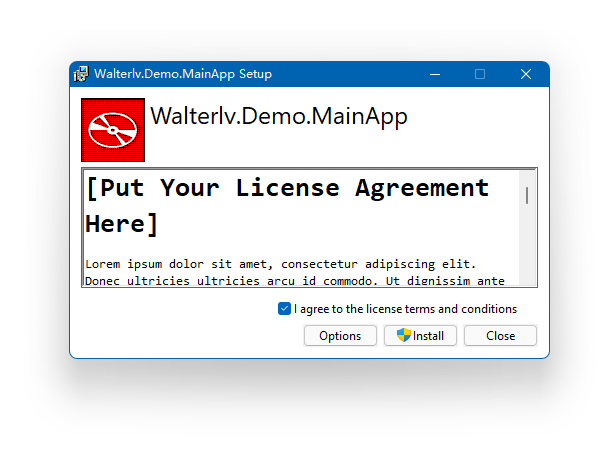 Walterlv.Demo.MainApp Setup
Walterlv.Demo.MainApp
[Put Your License Agreement
Here]
Lorem ipsum dolor sit amet, consectetur adipiscing elit.
Donec ultricies ultricies arcu id commodo. Ut dignissim ante
I agree to the license terms and conditions
Options Install Close